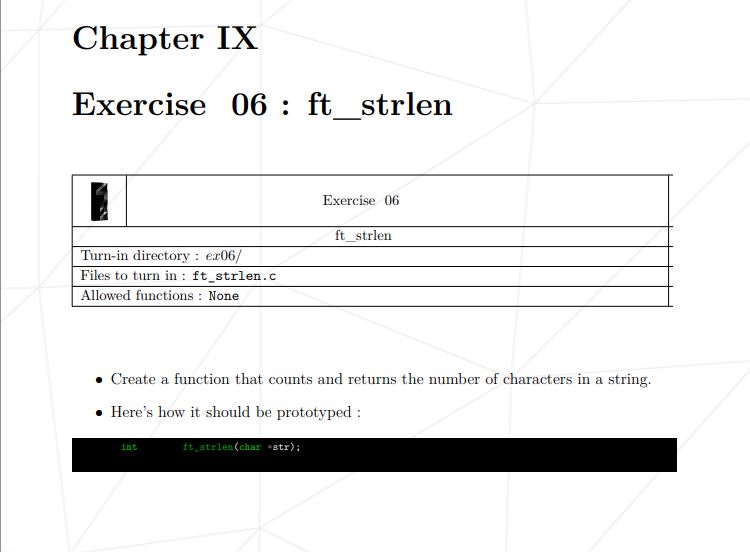 Chapter IX
Exercise 06 : ft_strlen
Exercise 06
ft_strlen
Turn-in directory : ex06/
Files to turn in : ft_strlen.c
Allowed functions : None
• Create a function that counts and returns the number of characters in a string.
• Here's how it should be prototyped :
int ft_strlen(char *str);